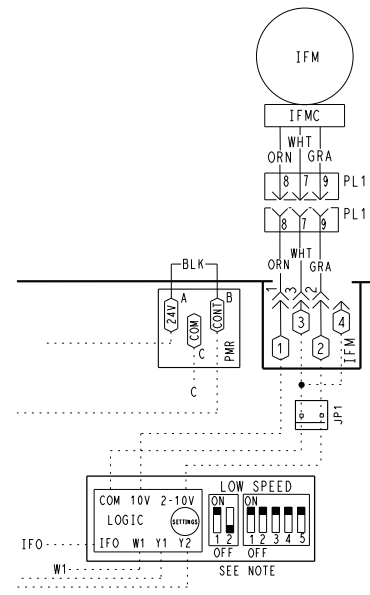 IFM
IFMC
ORN WHT GRA
8 7 9 PL1
8 7 9 PL1
ORN WHT GRA
BLK
1 3 2
A B
24V COM CONT
C
PMR
1 3 2 4
IFM
C
JP1
LOW SPEED
COM 10V 2-10V ON ON
LOGIC SETTINGS
1 2 1 2 3 4 5
IFO IFO W1 Y1 Y2
OFF OFF
W1
SEE NOTE